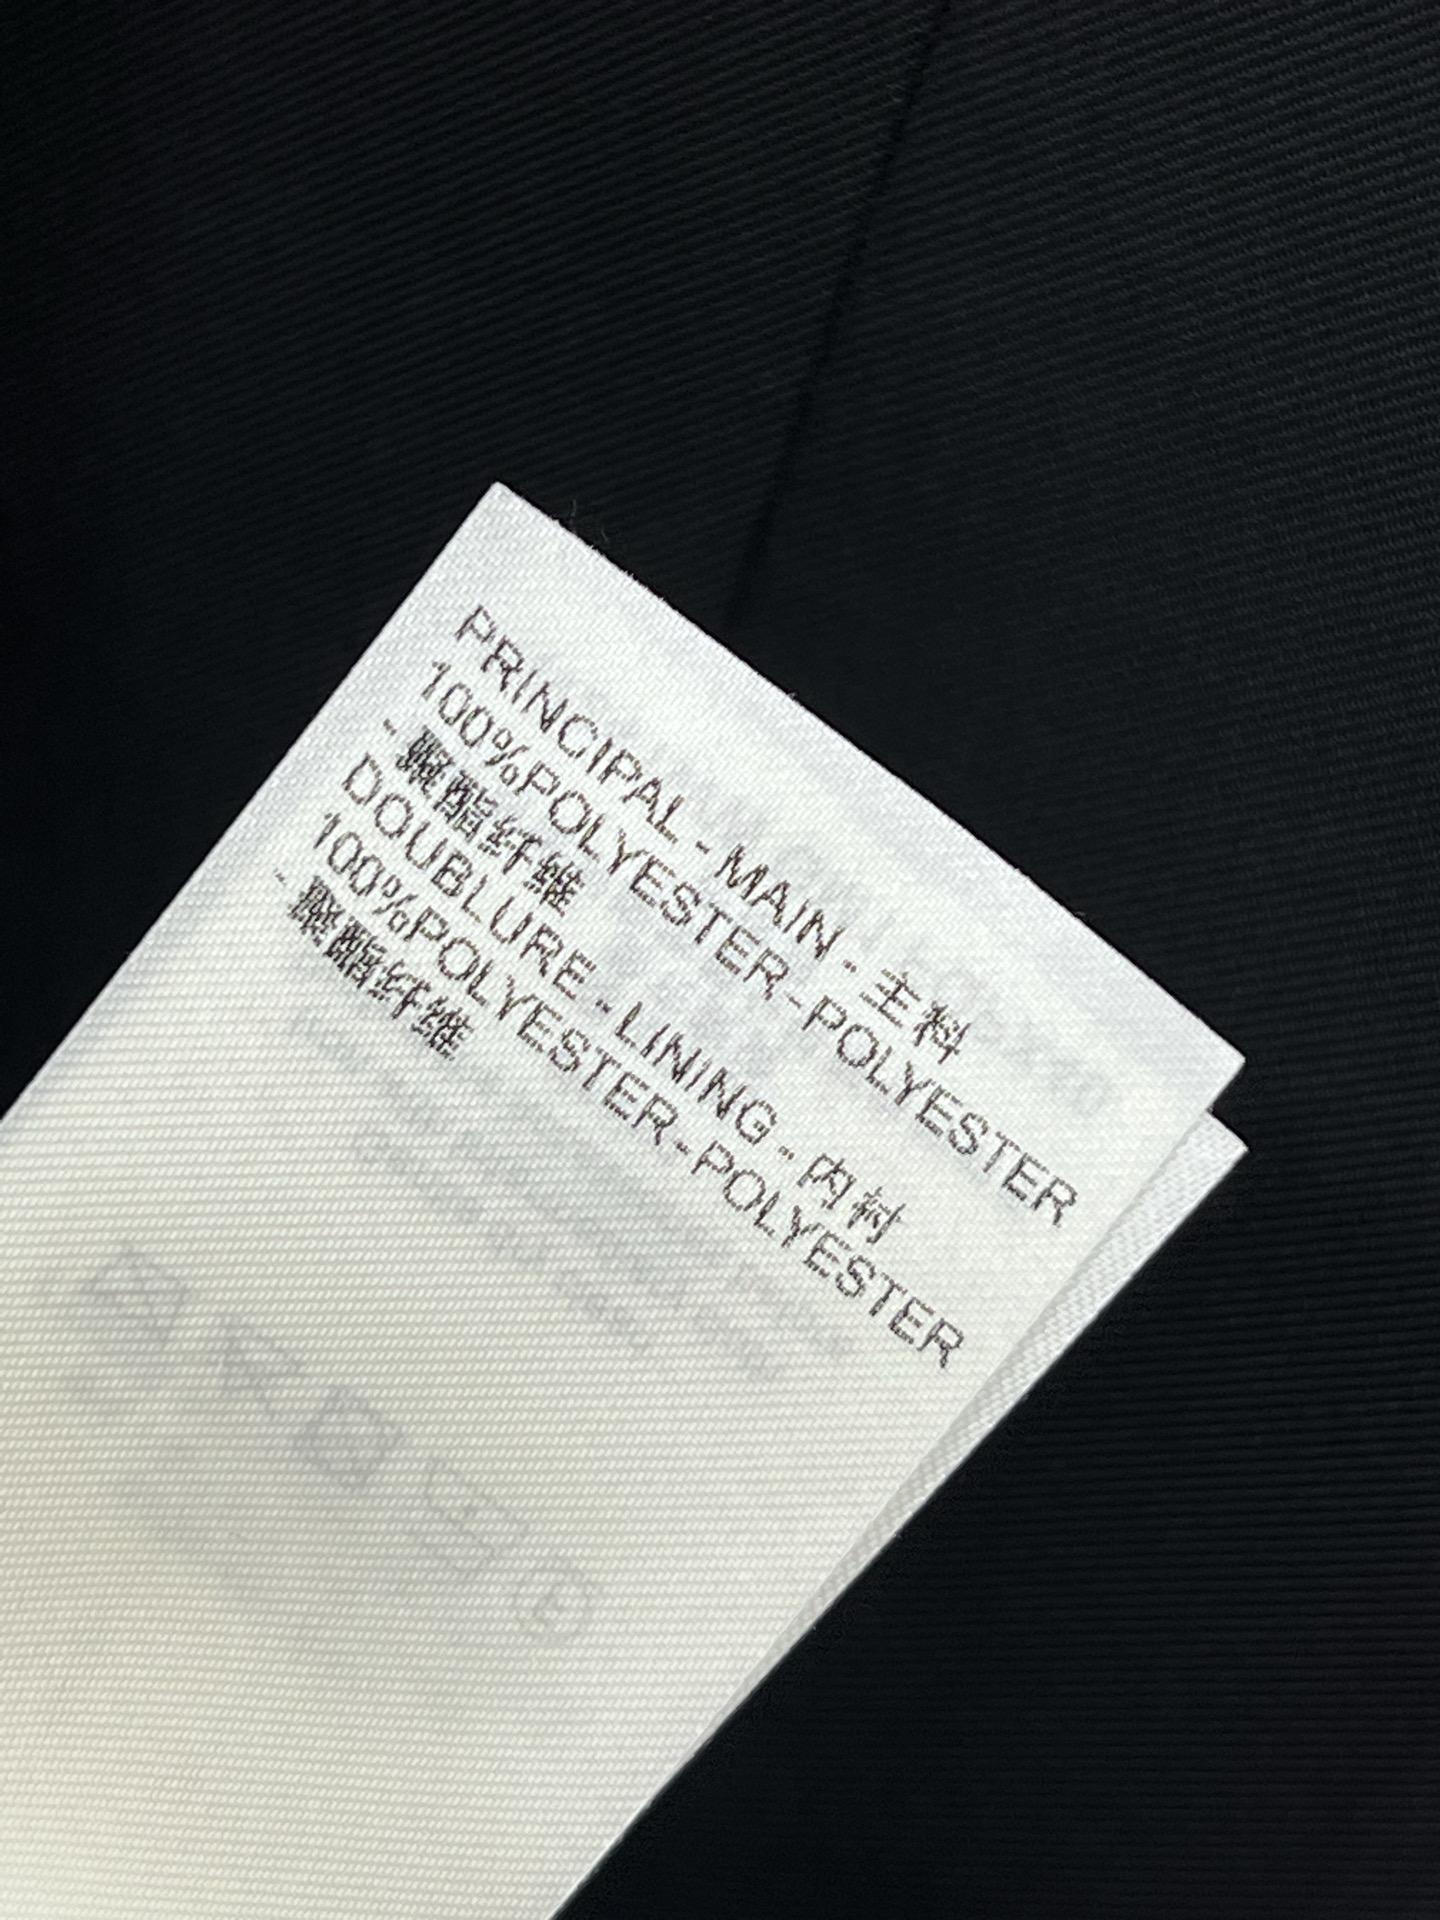 PRINCIPAL - MAIN - 主料
100%POLYESTER-POLYESTER
- 聚酯纤维
DOUBLURE - LINING - 内衬
100%POLYESTER-POLYESTER
- 聚酯纤维